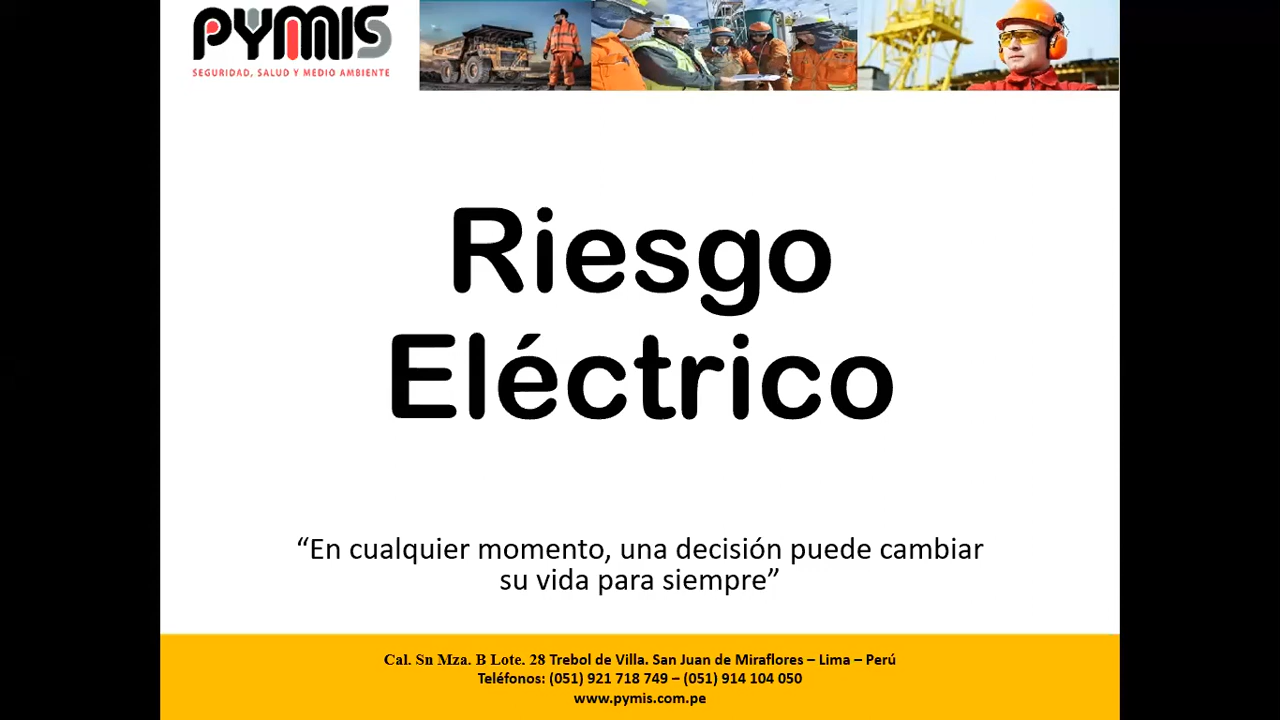 PYMIS
SEGURIDAD, SALUD Y MEDIO AMBIENTE
Riesgo
Eléctrico
“En cualquier momento, una decisión puede cambiar
su vida para siempre”
Cal. Sn Mza. B Lote. 28 Trebol de Villa. San Juan de Miraflores – Lima – Perú
Teléfonos: (051) 921 718 749 – (051) 914 104 050
www.pymis.com.pe